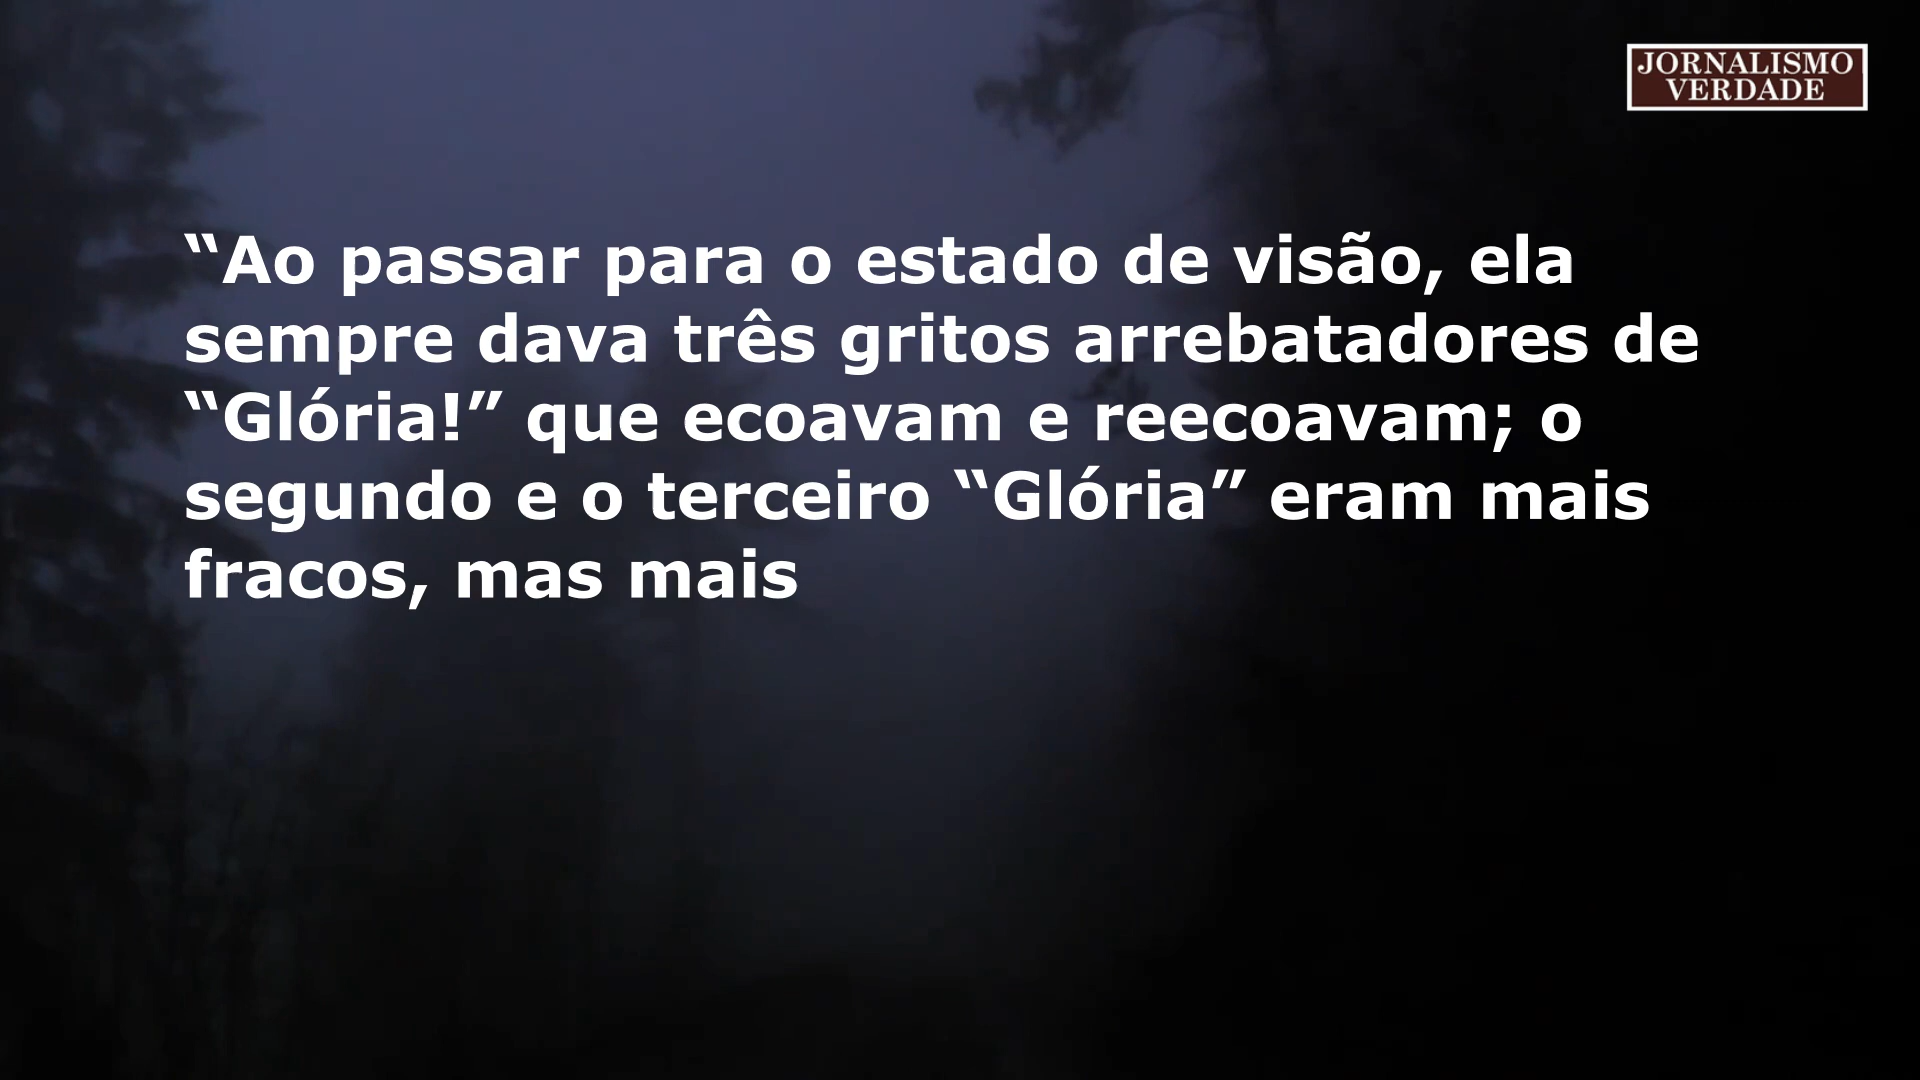 JORNALISMO
VERDADE
“Ao passar para o estado de visão, ela
sempre dava três gritos arrebatadores de
“Glória!” que ecoavam e reecoavam; o
segundo e o terceiro “Glória” eram mais
fracos, mas mais